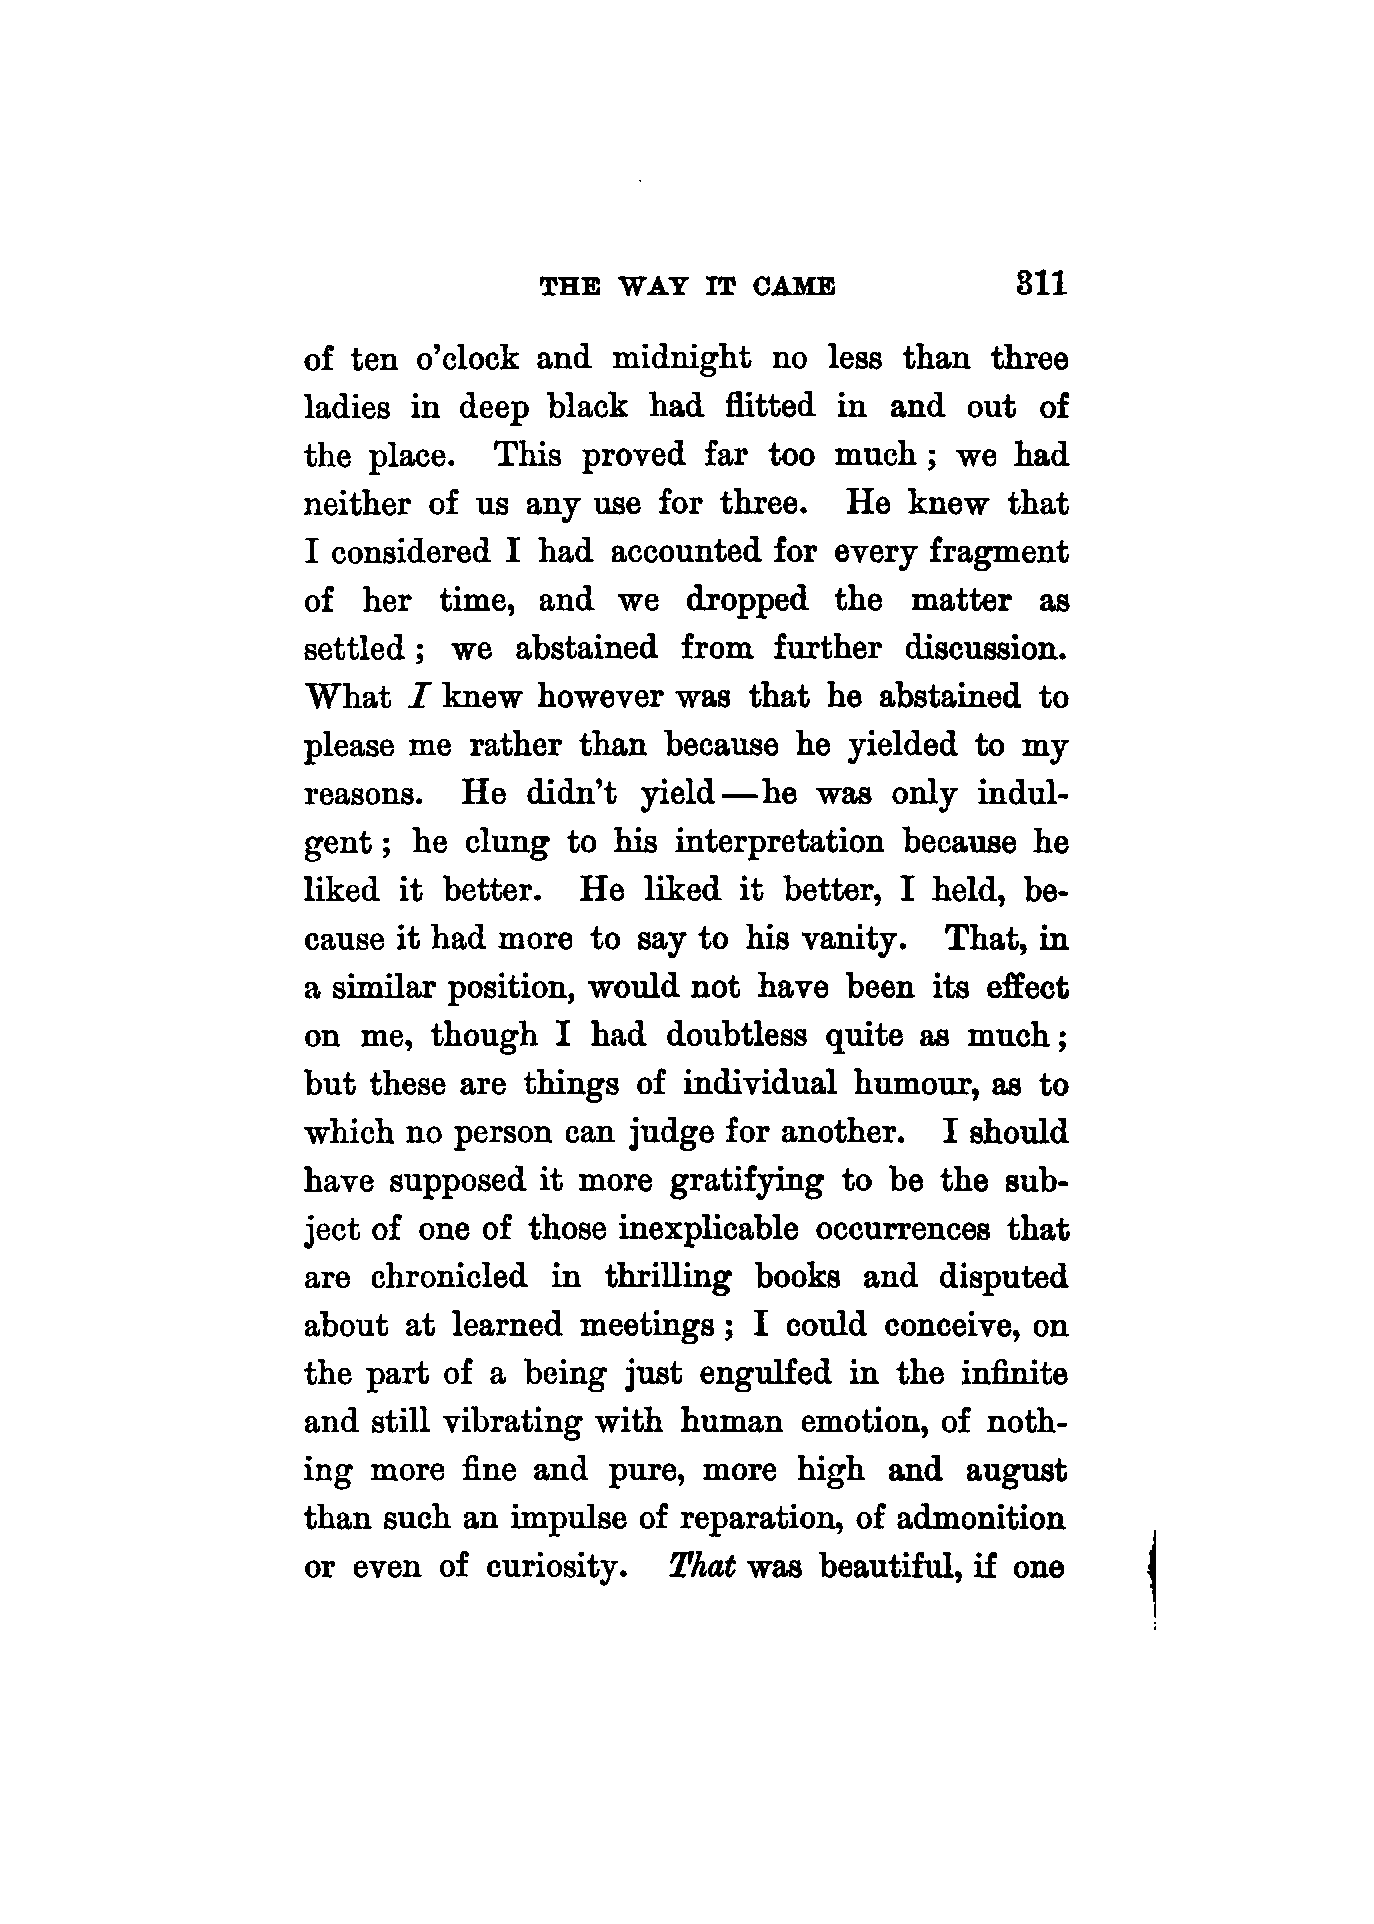 THE WAY IT CAME 311
of ten o'clock and midnight no less than three
ladies in deep black had flitted in and out of
the place. This proved far too much; we had
neither of us any use for three. He knew that
I considered I had accounted for every fragment
of her time, and we dropped the matter as
settled; we abstained from further discussion.
What I knew however was that he abstained to
please me rather than because he yielded to my
reasons. He didn't yield—he was only indul-
gent; he clung to his interpretation because he
liked it better. He liked it better, I held, be-
cause it had more to say to his vanity. That, in
a similar position, would not have been its effect
on me, though I had doubtless quite as much;
but these are things of individual humour, as to
which no person can judge for another. I should
have supposed it more gratifying to be the sub-
ject of one of those inexplicable occurrences that
are chronicled in thrilling books and disputed
about at learned meetings; I could conceive, on
the part of a being just engulfed in the infinite
and still vibrating with human emotion, of noth-
ing more fine and pure, more high and august
than such an impulse of reparation, of admonition
or even of curiosity. That was beautiful, if one